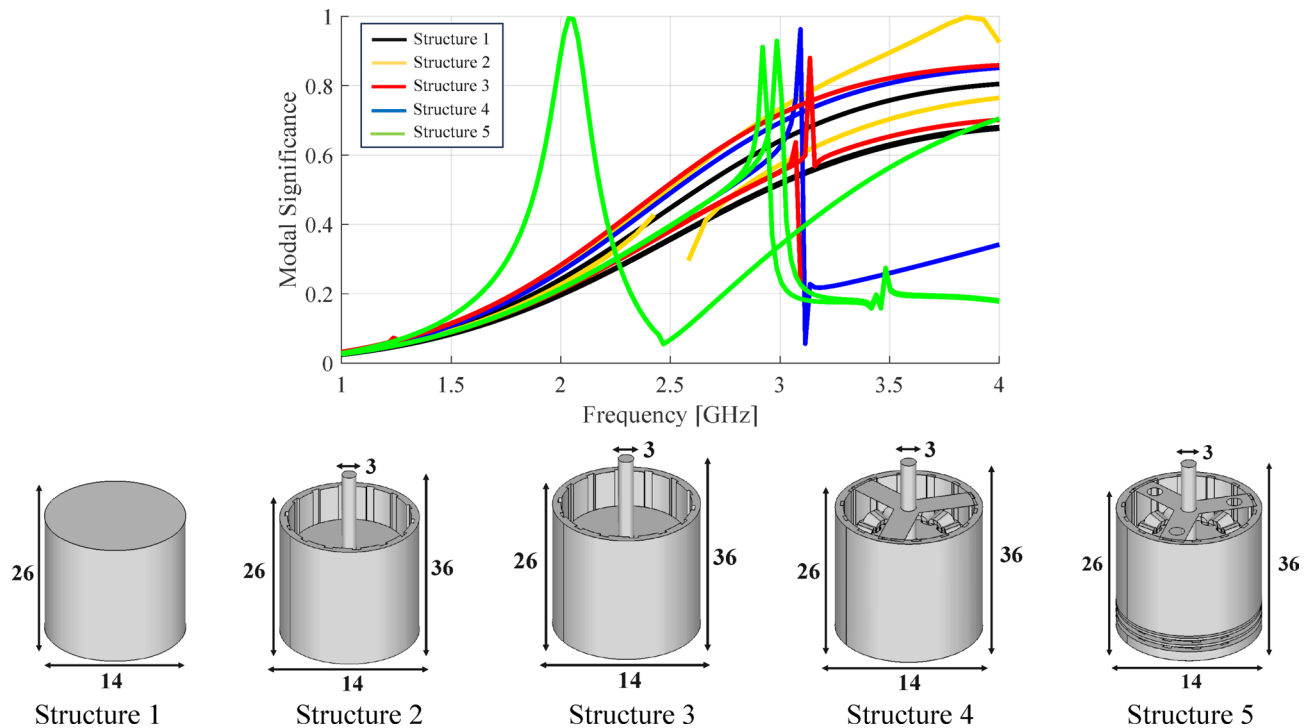 1
0.8
0.6
0.4
0.2
0
Modal Significance
Structure 1
Structure 2
Structure 3
Structure 4
Structure 5
1
1.5
2
2.5
3
3.5
4
Frequency [GHz]
26
14
Structure 1
3
26
36
14
Structure 2
3
26
36
14
Structure 3
3
26
36
14
Structure 4
3
26
36
14
Structure 5